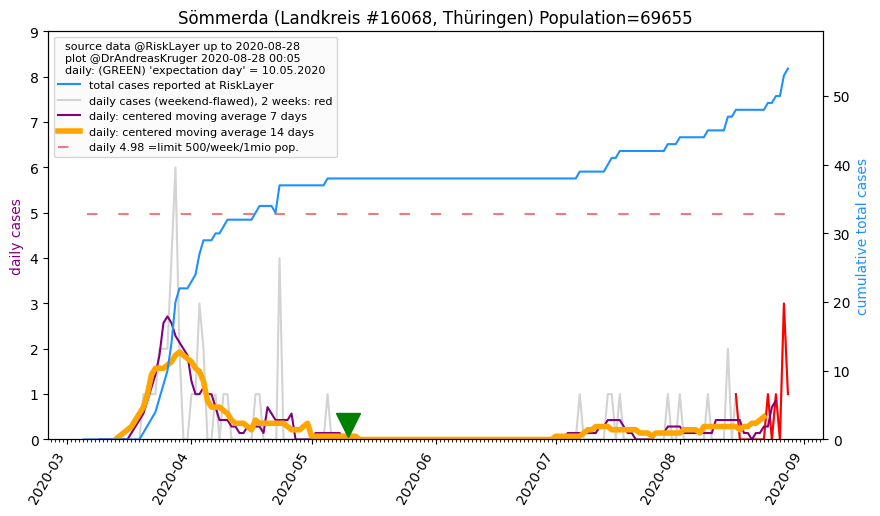 Sömmerda (Landkreis #16068, Thüringen) Population=69655
source data @RiskLayer up to 2020-08-28
plot @DrAndreasKruger 2020-08-28 00:05
daily: (GREEN) 'expectation day' = 10.05.2020
total cases reported at RiskLayer
daily cases (weekend-flawed), 2 weeks: red
daily: centered moving average 7 days
daily: centered moving average 14 days
daily 4.98 =limit 500/week/1mio pop.
daily cases
9
8
7
6
5
4
3
2
1
0
cumulative total cases
50
40
30
20
10
0
2020-03
2020-04
2020-05
2020-06
2020-07
2020-08
2020-09